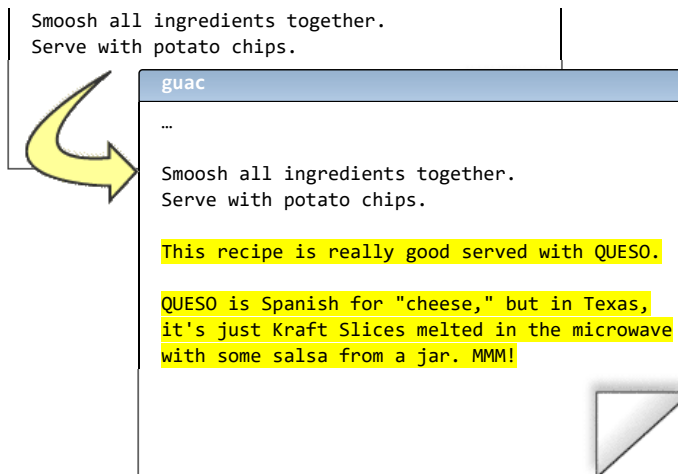 Smoosh all ingredients together.
Serve with potato chips.
guac
…
Smoosh all ingredients together.
Serve with potato chips.
This recipe is really good served with QUESO.
QUESO is Spanish for "cheese," but in Texas,
it's just Kraft Slices melted in the microwave
with some salsa from a jar. MMM!